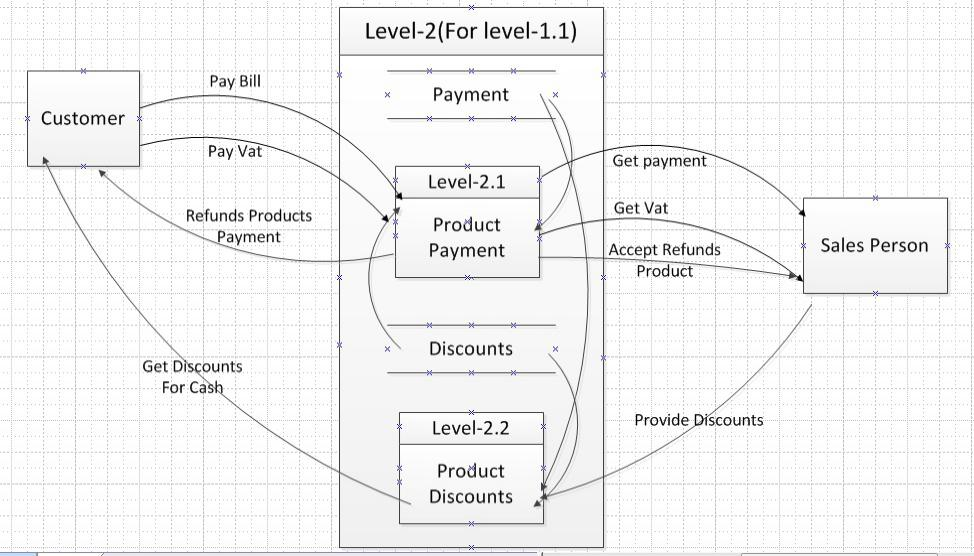 Level-2(For level-1.1)
Payment
Pay Bill
Customer
Pay Vat
Level-2.1
Product
Payment
Get payment
Get Vat
Refunds Products
Payment
Accept Refunds
Product
Sales Person
Discounts
Get Discounts
For Cash
Level-2.2
Product
Discounts
Provide Discounts